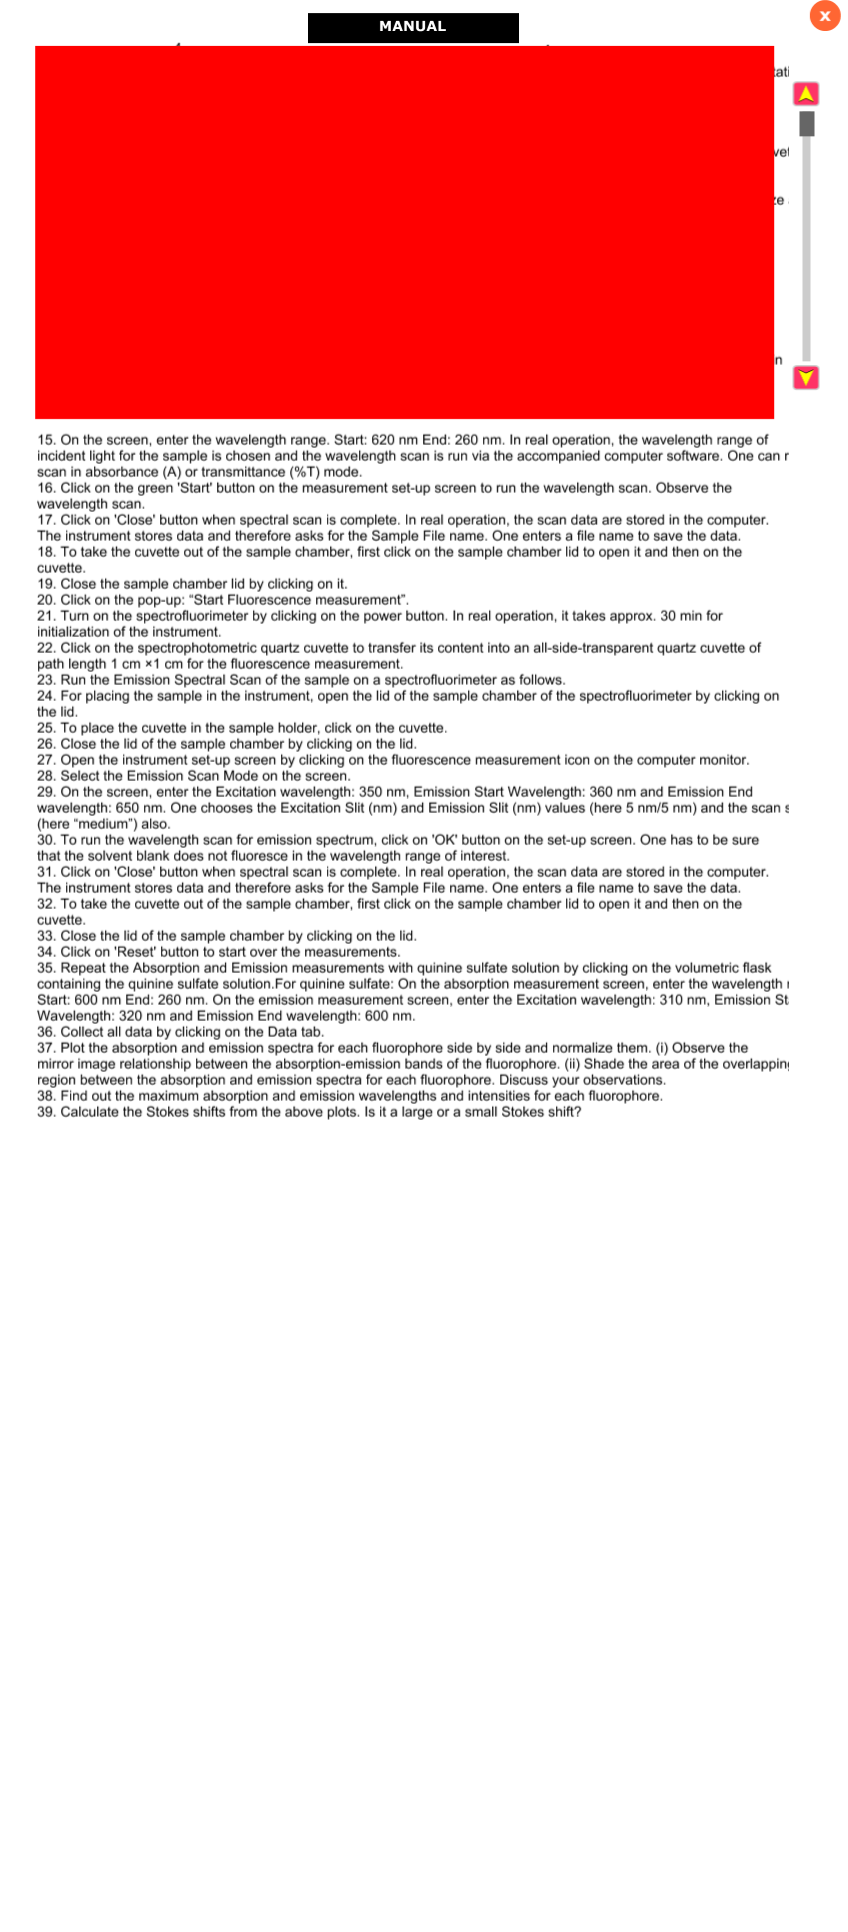 MANUAL
x
n
15. On the screen, enter the wavelength range. Start: 620 nm End: 260 nm. In real operation, the wavelength range of
incident light for the sample is chosen and the wavelength scan is run via the accompanied computer software. One can r
scan in absorbance (A) or transmittance (%T) mode.
16. Click on the green 'Start' button on the measurement set-up screen to run the wavelength scan. Observe the
wavelength scan.
17. Click on 'Close' button when spectral scan is complete. In real operation, the scan data are stored in the computer.
The instrument stores data and therefore asks for the Sample File name. One enters a file name to save the data.
18. To take the cuvette out of the sample chamber, first click on the sample chamber lid to open it and then on the
cuvette.
19. Close the sample chamber lid by clicking on it.
20. Click on the pop-up: “Start Fluorescence measurement”.
21. Turn on the spectrofluorimeter by clicking on the power button. In real operation, it takes approx. 30 min for
initialization of the instrument.
22. Click on the spectrophotometric quartz cuvette to transfer its content into an all-side-transparent quartz cuvette of
path length 1 cm ×1 cm for the fluorescence measurement.
23. Run the Emission Spectral Scan of the sample on a spectrofluorimeter as follows.
24. For placing the sample in the instrument, open the lid of the sample chamber of the spectrofluorimeter by clicking on
the lid.
25. To place the cuvette in the sample holder, click on the cuvette.
26. Close the lid of the sample chamber by clicking on the lid.
27. Open the instrument set-up screen by clicking on the fluorescence measurement icon on the computer monitor.
28. Select the Emission Scan Mode on the screen.
29. On the screen, enter the Excitation wavelength: 350 nm, Emission Start Wavelength: 360 nm and Emission End
wavelength: 650 nm. One chooses the Excitation Slit (nm) and Emission Slit (nm) values (here 5 nm/5 nm) and the scan s
(here “medium”) also.
30. To run the wavelength scan for emission spectrum, click on 'OK' button on the set-up screen. One has to be sure
that the solvent blank does not fluoresce in the wavelength range of interest.
31. Click on 'Close' button when spectral scan is complete. In real operation, the scan data are stored in the computer.
The instrument stores data and therefore asks for the Sample File name. One enters a file name to save the data.
32. To take the cuvette out of the sample chamber, first click on the sample chamber lid to open it and then on the
cuvette.
33. Close the lid of the sample chamber by clicking on the lid.
34. Click on 'Reset' button to start over the measurements.
35. Repeat the Absorption and Emission measurements with quinine sulfate solution by clicking on the volumetric flask
containing the quinine sulfate solution.For quinine sulfate: On the absorption measurement screen, enter the wavelength
Start: 600 nm End: 260 nm. On the emission measurement screen, enter the Excitation wavelength: 310 nm, Emission St
Wavelength: 320 nm and Emission End wavelength: 600 nm.
36. Collect all data by clicking on the Data tab.
37. Plot the absorption and emission spectra for each fluorophore side by side and normalize them. (i) Observe the
mirror image relationship between the absorption-emission bands of the fluorophore. (ii) Shade the area of the overlapping
region between the absorption and emission spectra for each fluorophore. Discuss your observations.
38. Find out the maximum absorption and emission wavelengths and intensities for each fluorophore.
39. Calculate the Stokes shifts from the above plots. Is it a large or a small Stokes shift?